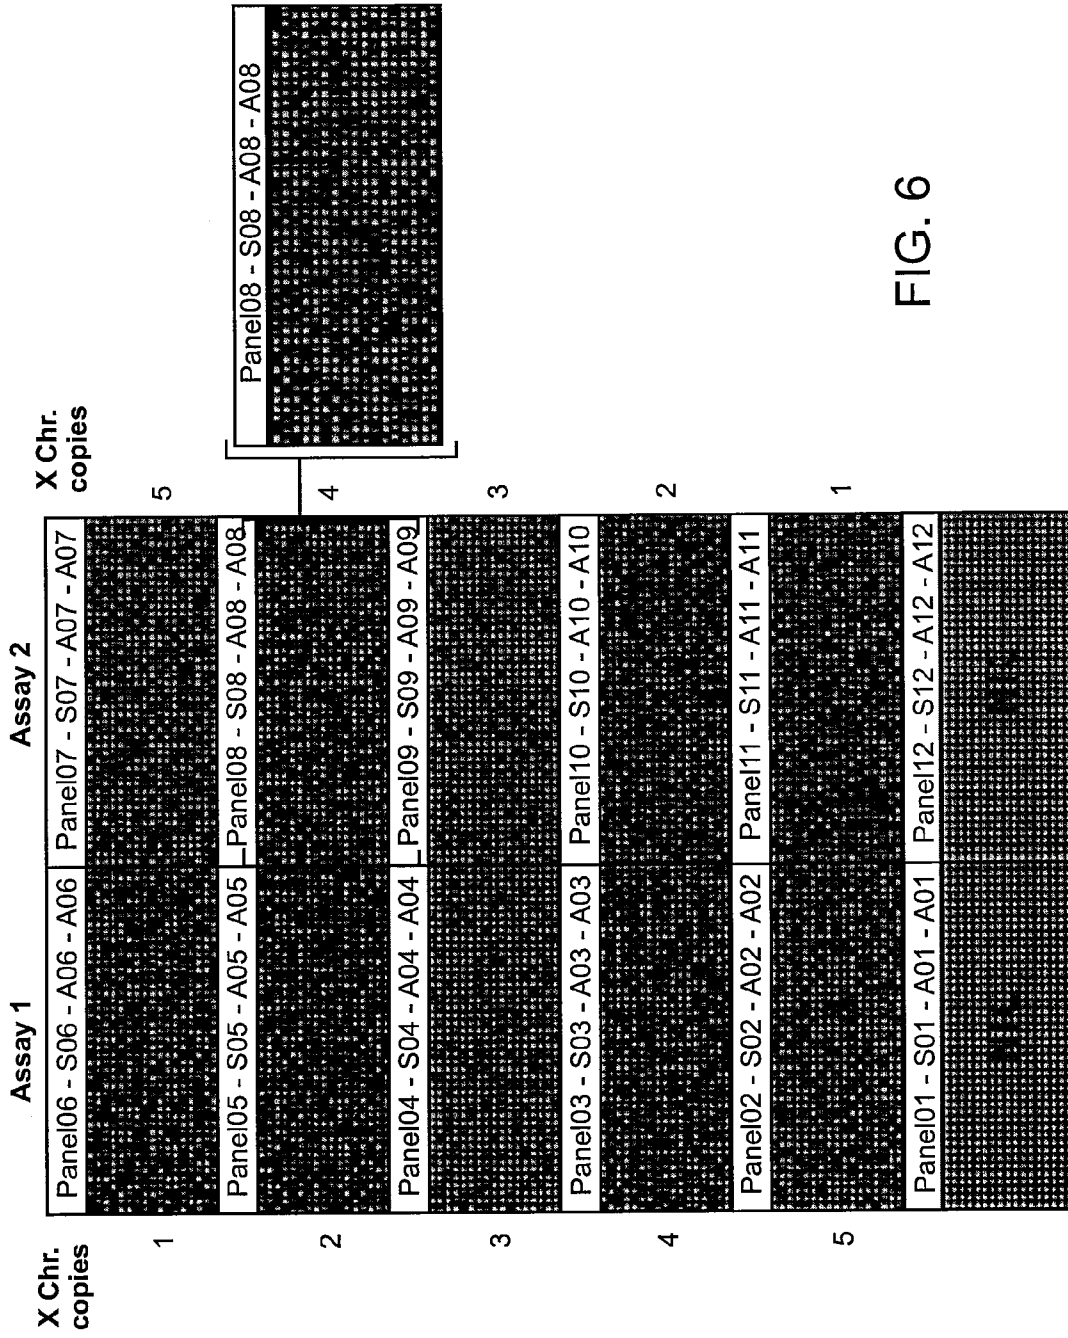 Assay 1
Assay 2
X Chr.
copies
X Chr.
copies
Panel06 - S06 - A06 - A06
Panel07 - S07 - A07 - A07
1
5
Panel05 - S05 - A05 - A05
Panel08 - S08 - A08 - A08
2
4
Panel08 - S08 - A08 - A08
Panel04 - S04 - A04 - A04
Panel09 - S09 - A09 - A09
3
3
Panel03 - S03 - A03 - A03
Panel10 - S10 - A10 - A10
4
2
Panel02 - S02 - A02 - A02
Panel11 - S11 - A11 - A11
5
1
Panel01 - S01 - A01 - A01
Panel12 - S12 - A12 - A12
FIG. 6